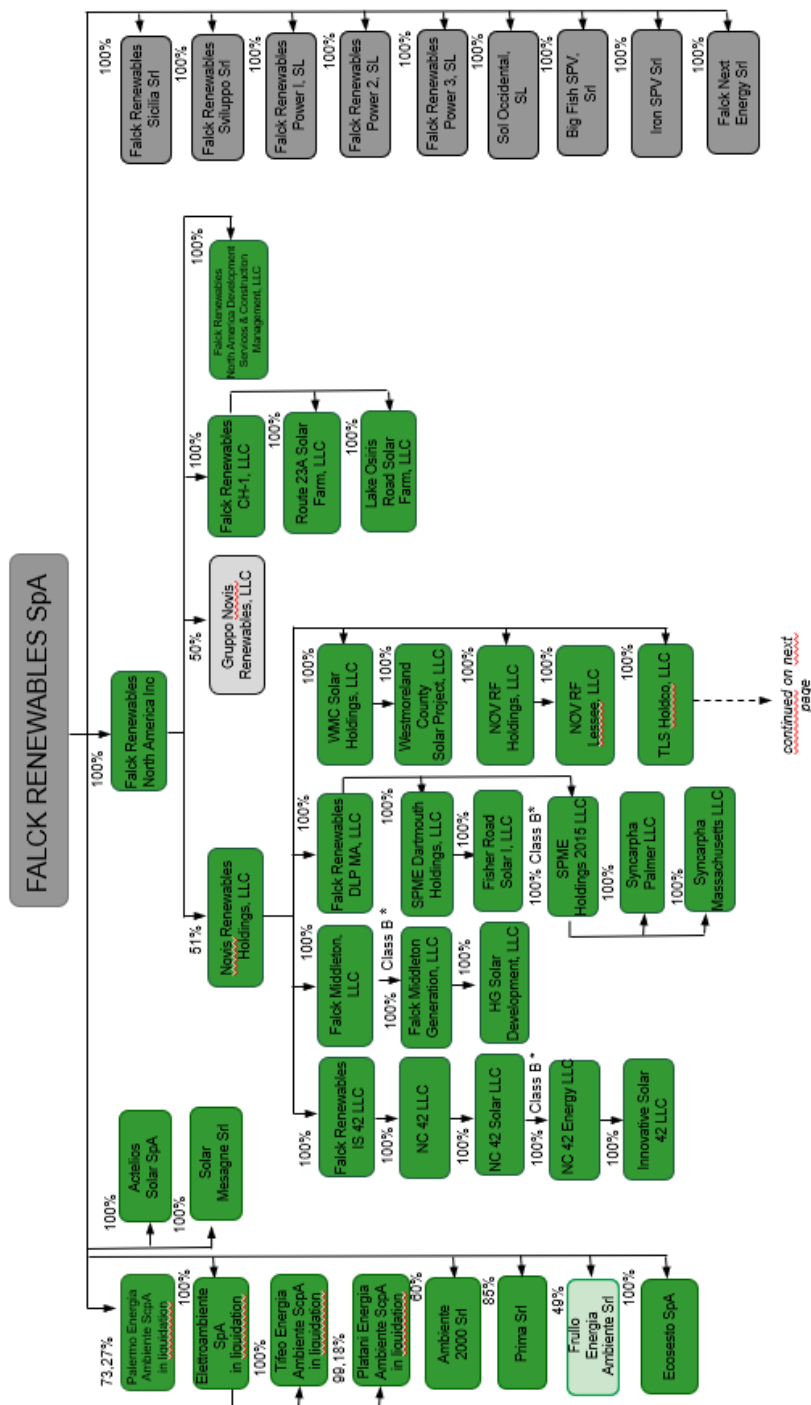 FALCK RENEWABLES SpA
73,27%
Palermo Energia
Ambiente ScpA
in liquidation
100%
Elettroambiente
SpA
in liquidation
100%
Tifeo Energia
Ambiente ScpA
in liquidation
99,18%
Platani Energia
Ambiente ScpA
in liquidation
60%
Ambiente
2000 Srl
85%
Prima Srl
49%
Frullo
Energia
Ambiente Srl
100%
Ecosesto SpA
100%
Actelios
Solar SpA
100%
Solar
Mesagne Srl
100%
Falck Renewables
North America Inc
51%
Novis Renewables
Holdings, LLC
100%
Falck Renewables
IS 42 LLC
100%
NC 42 LLC
100%
NC 42 Solar LLC
100% Class B *
NC 42 Energy LLC
100%
Innovative Solar
42 LLC
100%
Falck Middleton,
LLC
100% Class B *
Falck Middleton
Generation, LLC
100%
HG Solar
Development, LLC
100%
Falck Renewables
DLP MA, LLC
100%
SPME Dartmouth
Holdings, LLC
100%
Fisher Road
Solar I, LLC
100% Class B*
SPME
Holdings 2015 LLC
100%
Syncarpha
Palmer LLC
100%
Syncarpha
Massachusetts LLC
100%
WMC Solar
Holdings, LLC
100%
Westmoreland
County
Solar Project, LLC
100%
NOV RF
Holdings, LLC
100%
NOV RF
Lessee, LLC
100%
TLS Holdco, LLC
continued on next
page
50%
Gruppo Novis
Renewables, LLC
100%
Falck Renewables
CH-1, LLC
100%
Route 23A Solar
Farm, LLC
100%
Lake Osiris
Road Solar
Farm, LLC
100%
Falck Renewables
North America Development
Services & Construction
Management, LLC
100%
Falck Renewables
Sicilia Srl
100%
Falck Renewables
Sviluppo Srl
100%
Falck Renewables
Power I, SL
100%
Falck Renewables
Power 2, SL
100%
Falck Renewables
Power 3, SL
100%
Sol Occidental,
SL
100%
Big Fish SPV,
Srl
100%
Iron SPV Srl
100%
Falck Next
Energy Srl